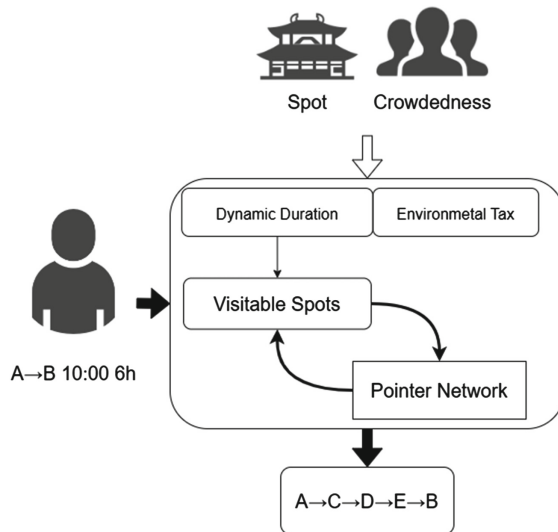 Spot
Crowdedness
Dynamic Duration
Environmetal Tax
Visitable Spots
A→B 10:00 6h
Pointer Network
A→C→D→E→B